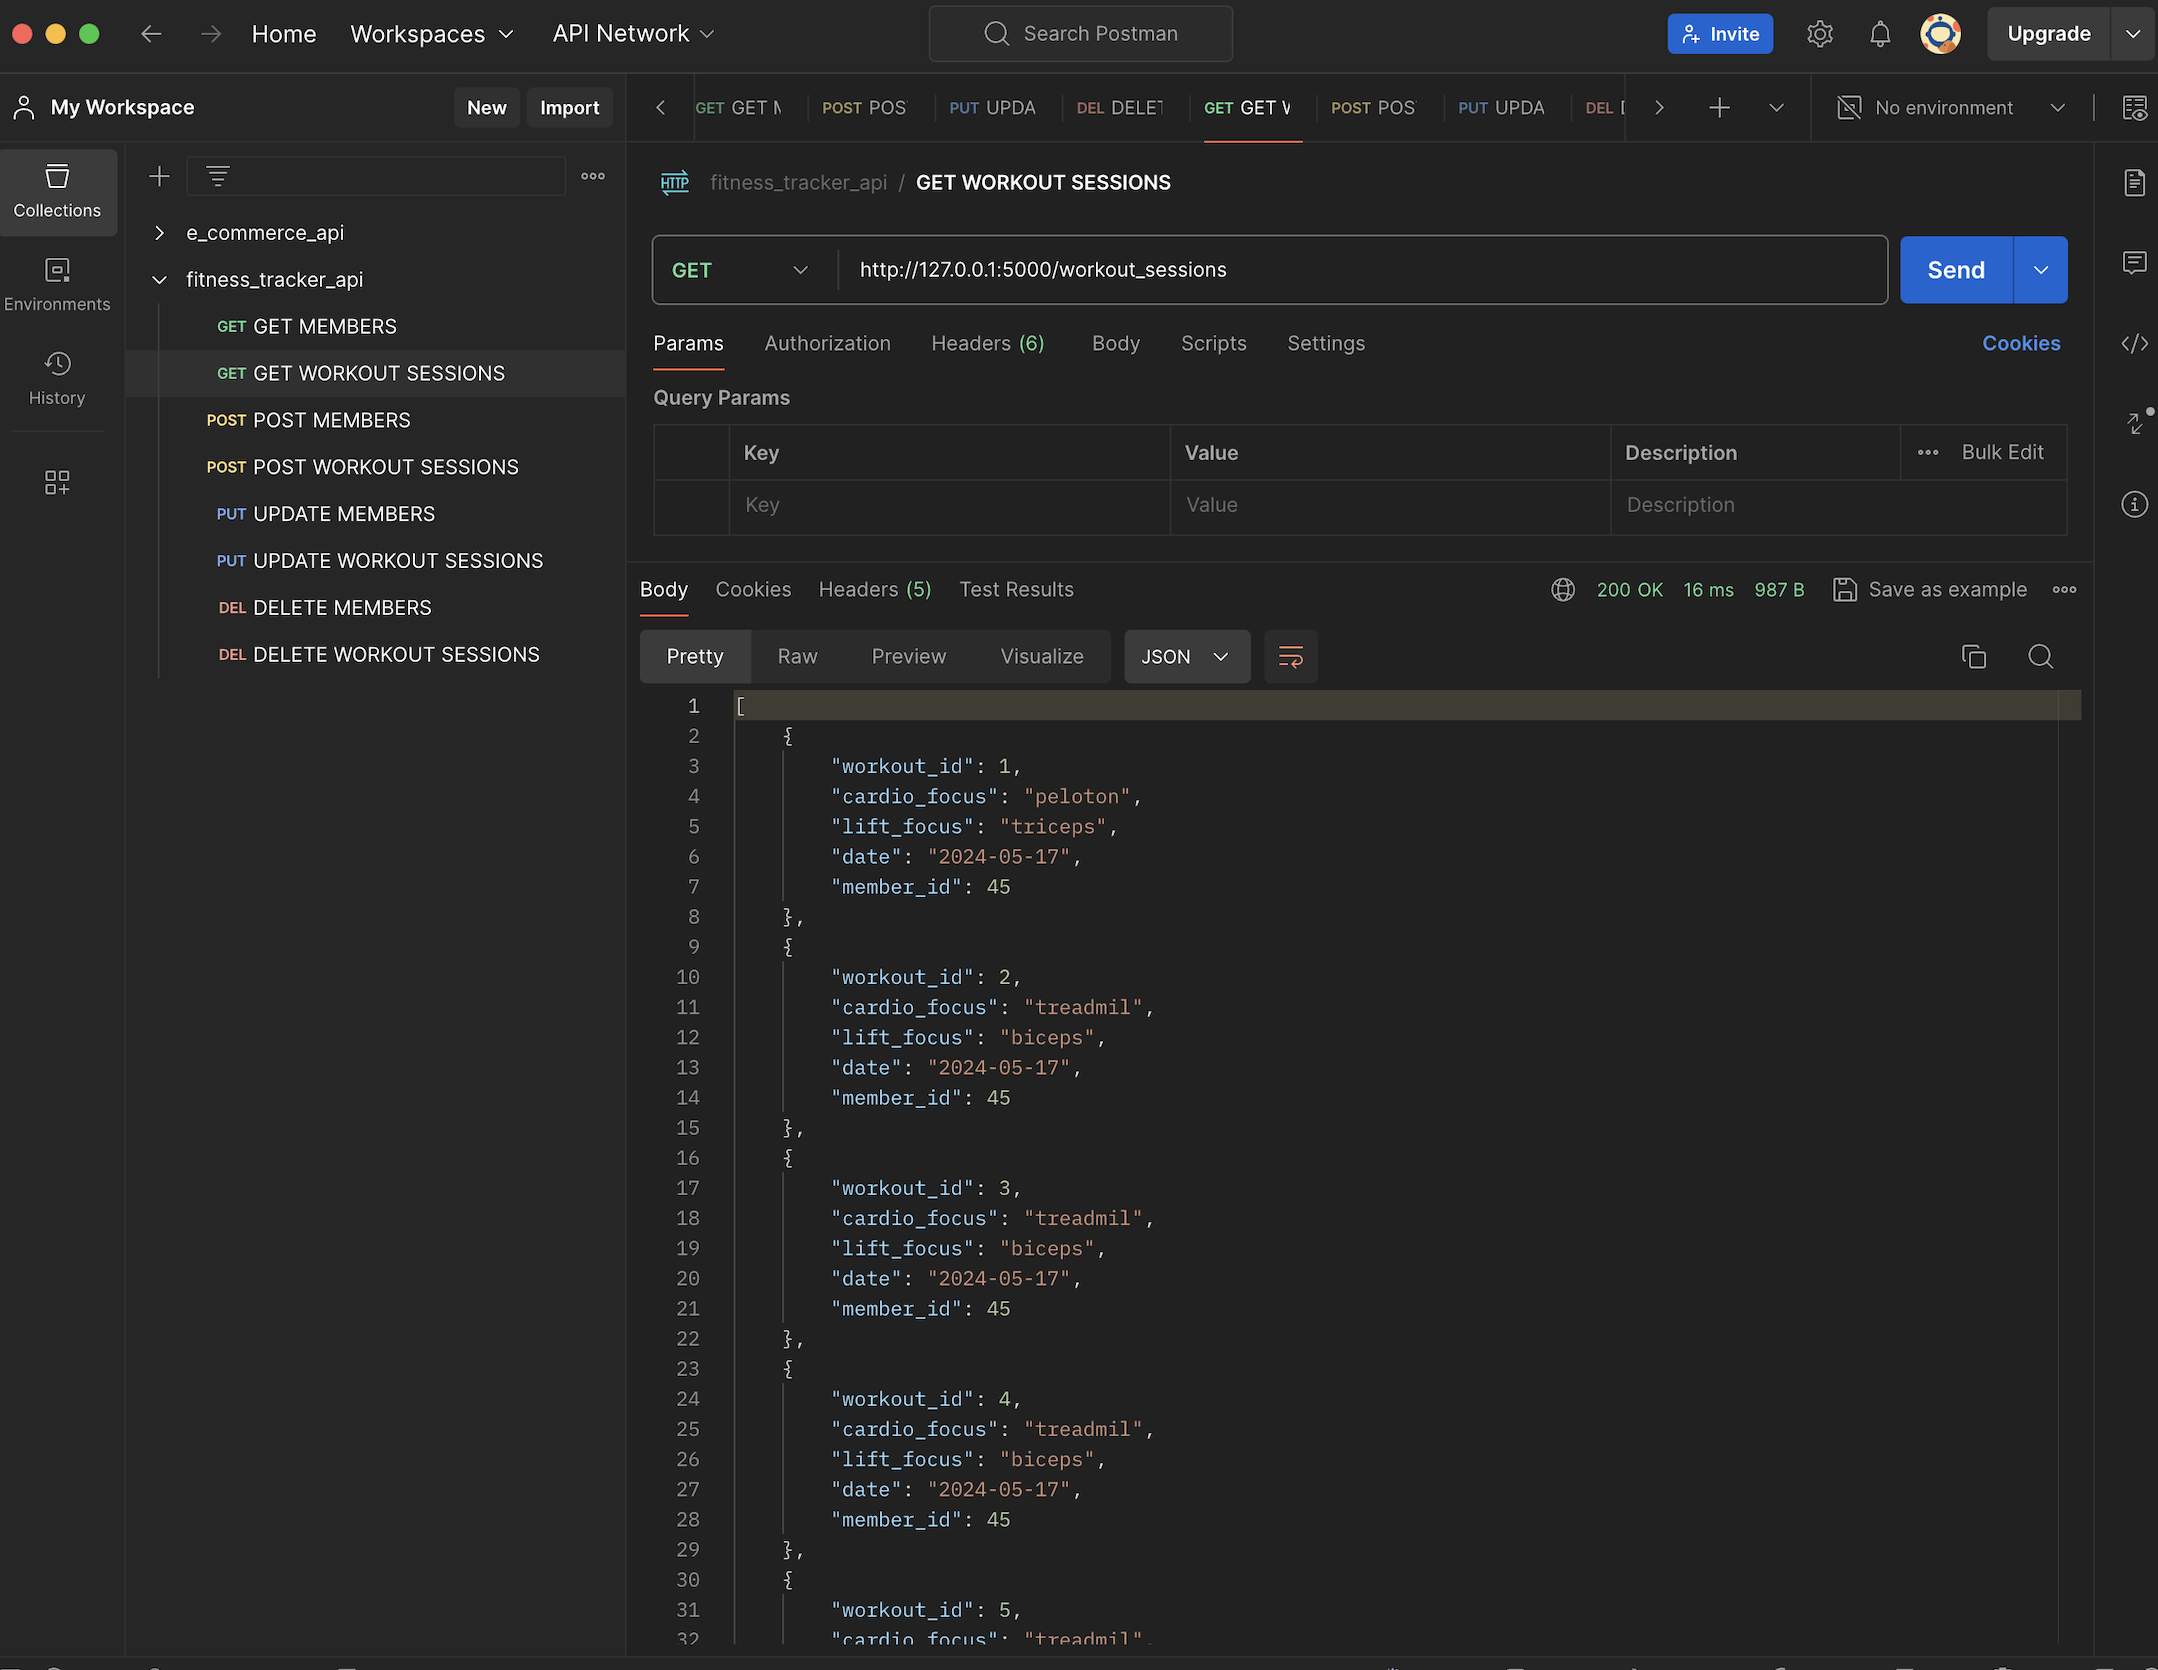 Home Workspaces API Network Search Postman Invite Upgrade
My Workspace New Import
GET GET M POST POS PUT UPDA DEL DELET GET GET W POST POS PUT UPDA DEL No environment
Collections
Environments
History
e_commerce_api
fitness_tracker_api
GET GET MEMBERS
GET GET WORKOUT SESSIONS
POST POST MEMBERS
POST POST WORKOUT SESSIONS
PUT UPDATE MEMBERS
PUT UPDATE WORKOUT SESSIONS
DEL DELETE MEMBERS
DEL DELETE WORKOUT SESSIONS
HTTP fitness_tracker_api / GET WORKOUT SESSIONS
GET http://127.0.0.1:5000/workout_sessions Send
Params Authorization Headers (6) Body Scripts Settings Cookies
Query Params
Key Value Description Bulk Edit
Key Value Description
Body Cookies Headers (5) Test Results 200 OK 16 ms 987 B Save as example
Pretty Raw Preview Visualize JSON
1 [
2 {
3 "workout_id": 1,
4 "cardio_focus": "peloton",
5 "lift_focus": "triceps",
6 "date": "2024-05-17",
7 "member_id": 45
8 },
9 {
10 "workout_id": 2,
11 "cardio_focus": "treadmil",
12 "lift_focus": "biceps",
13 "date": "2024-05-17",
14 "member_id": 45
15 },
16 {
17 "workout_id": 3,
18 "cardio_focus": "treadmil",
19 "lift_focus": "biceps",
20 "date": "2024-05-17",
21 "member_id": 45
22 },
23 {
24 "workout_id": 4,
25 "cardio_focus": "treadmil",
26 "lift_focus": "biceps",
27 "date": "2024-05-17",
28 "member_id": 45
29 },
30 {
31 "workout_id": 5,
32 "cardio_focus": "treadmil",